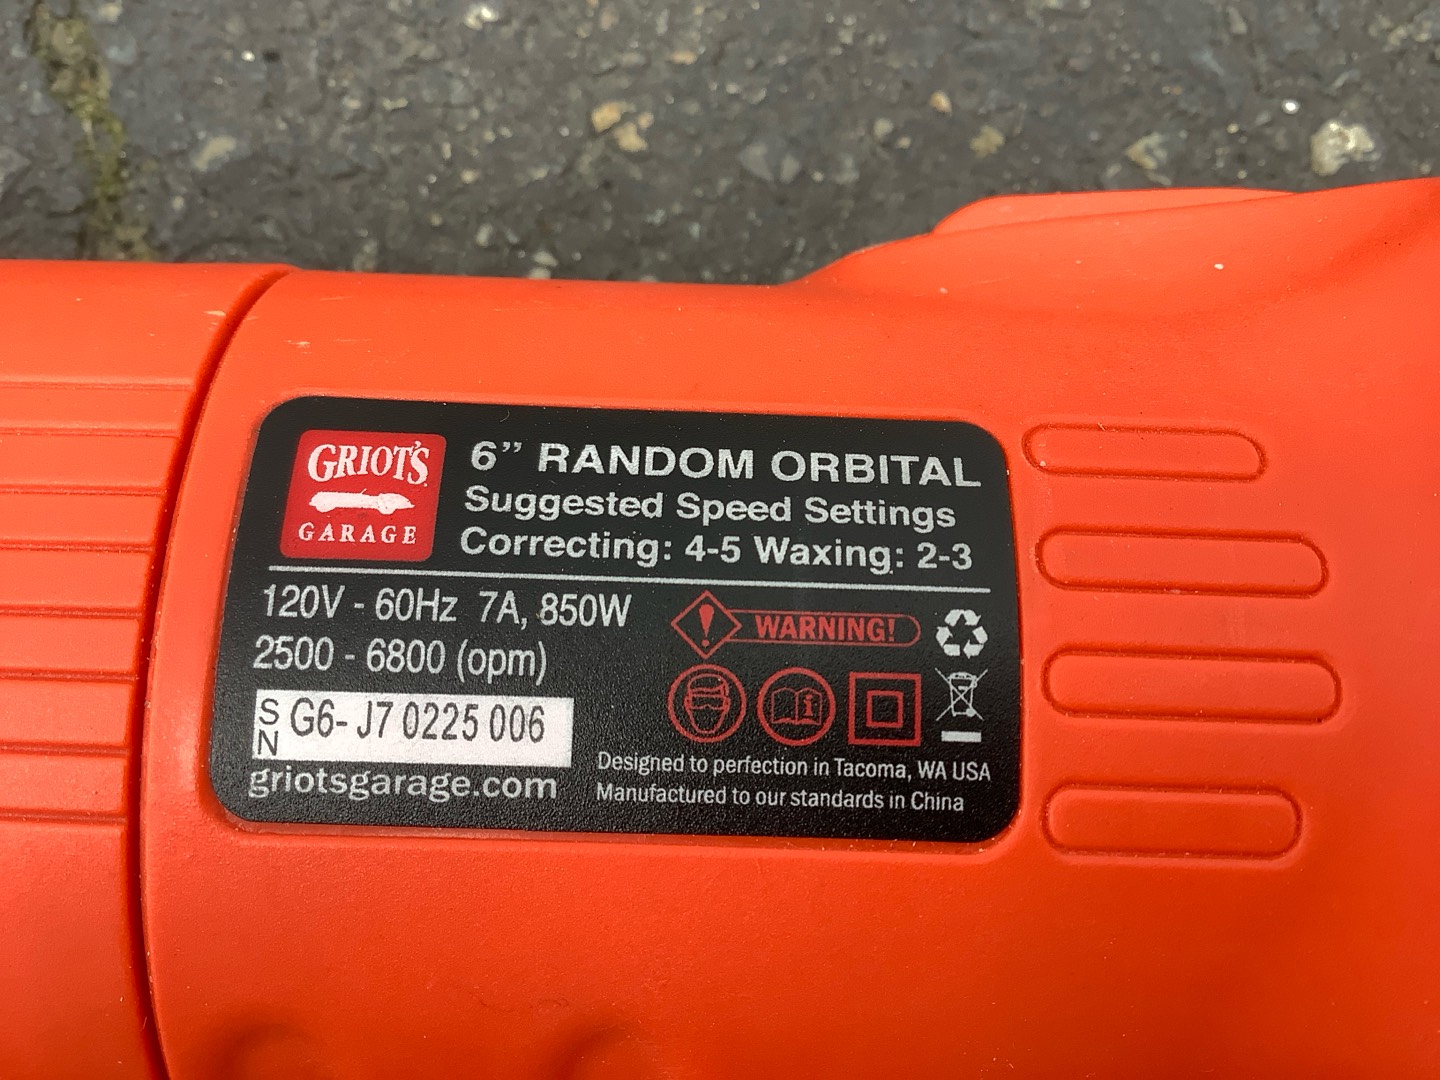 GRIOT'S
GARAGE
6” RANDOM ORBITAL
Suggested Speed Settings
Correcting: 4-5 Waxing: 2-3
120V - 60Hz 7A, 850W
2500 - 6800 (opm)
SN G6- J7 0225 006
griotsgarage.com
WARNING!
Designed to perfection in Tacoma, WA USA
Manufactured to our standards in China